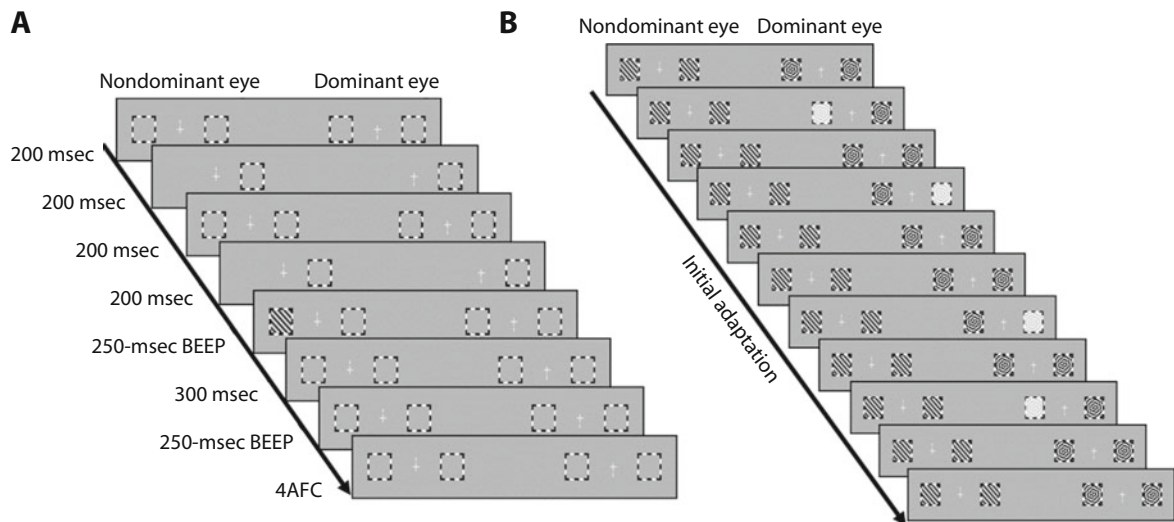 A
Nondominant eye Dominant eye
200 msec
200 msec
200 msec
200 msec
250-msec BEEP
300 msec
250-msec BEEP
4AFC
B
Nondominant eye Dominant eye
Initial adaptation